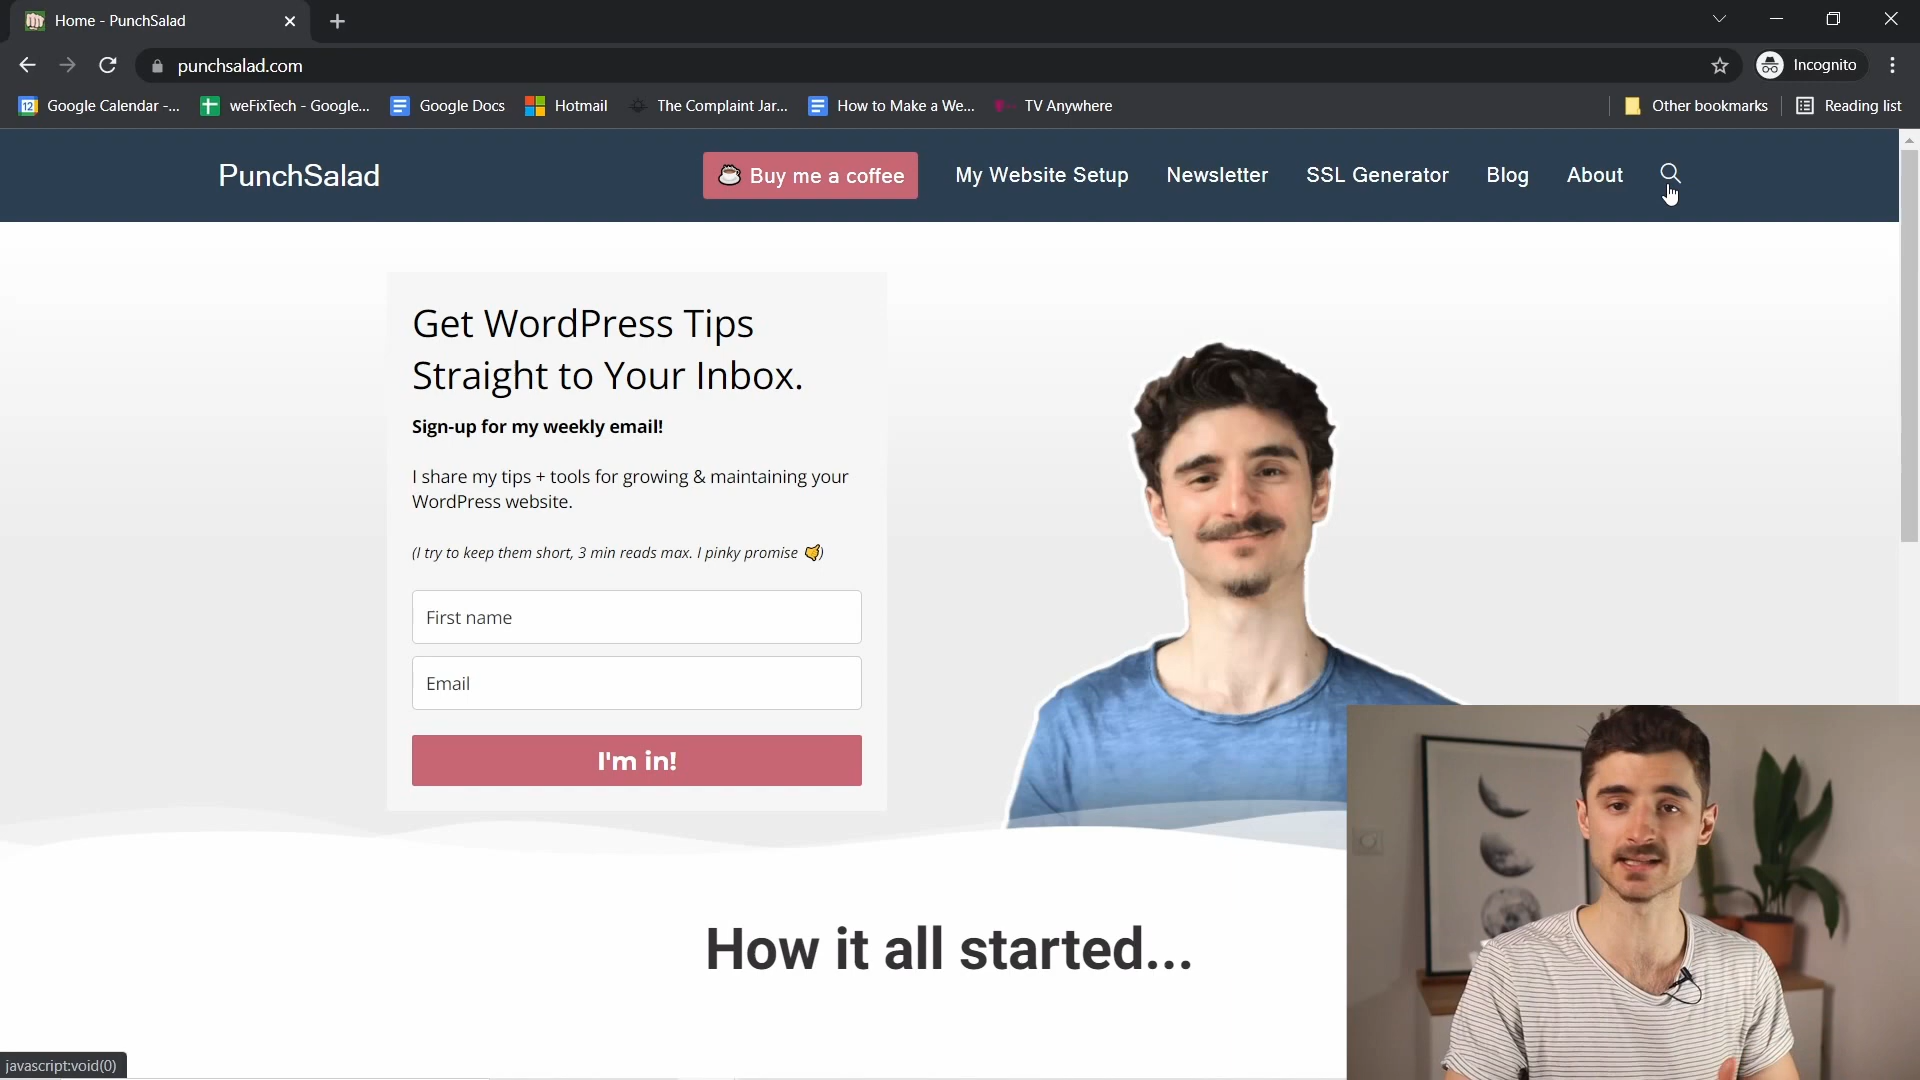 Home - PunchSalad
punchsalad.com
Incognito
12 Google Calendar -... weFixTech - Google... Google Docs Hotmail The Complaint Jar... How to Make a We... TV Anywhere Other bookmarks Reading list
PunchSalad Buy me a coffee My Website Setup Newsletter SSL Generator Blog About
Get WordPress Tips
Straight to Your Inbox.
Sign-up for my weekly email!
I share my tips + tools for growing & maintaining your
WordPress website.
(I try to keep them short, 3 min reads max. I pinky promise 🤙)
First name
Email
I'm in!
How it all started...
javascript:void(0)